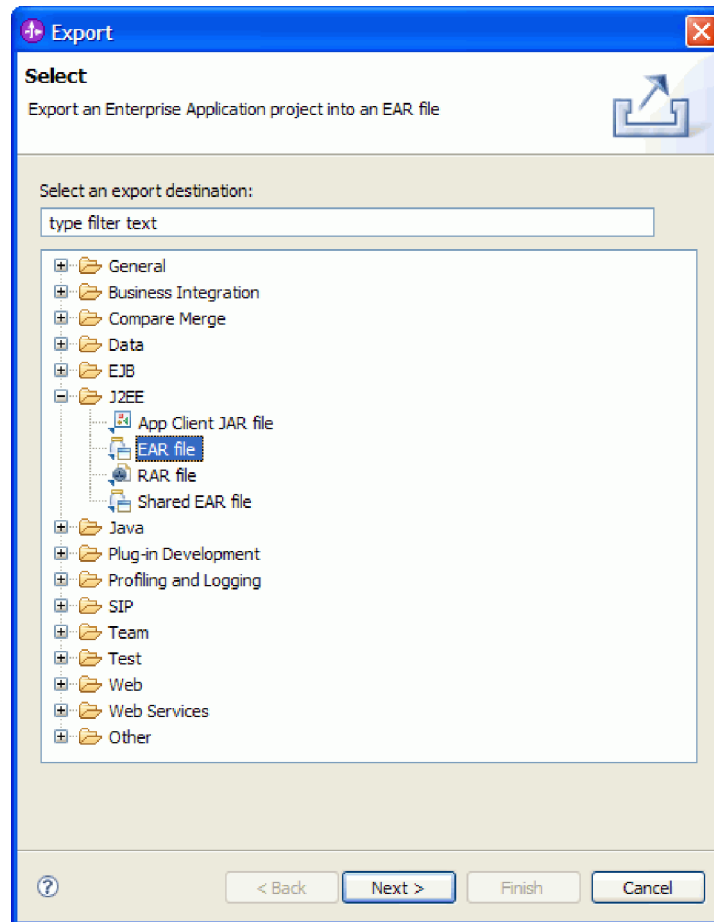 Export
Select
Export an Enterprise Application project into an EAR file
Select an export destination:
type filter text
General
Business Integration
Compare Merge
Data
EJB
J2EE
App Client JAR file
EAR file
RAR file
Shared EAR file
Java
Plug-in Development
Profiling and Logging
SIP
Team
Test
Web
Web Services
Other
? < Back Next > Finish Cancel